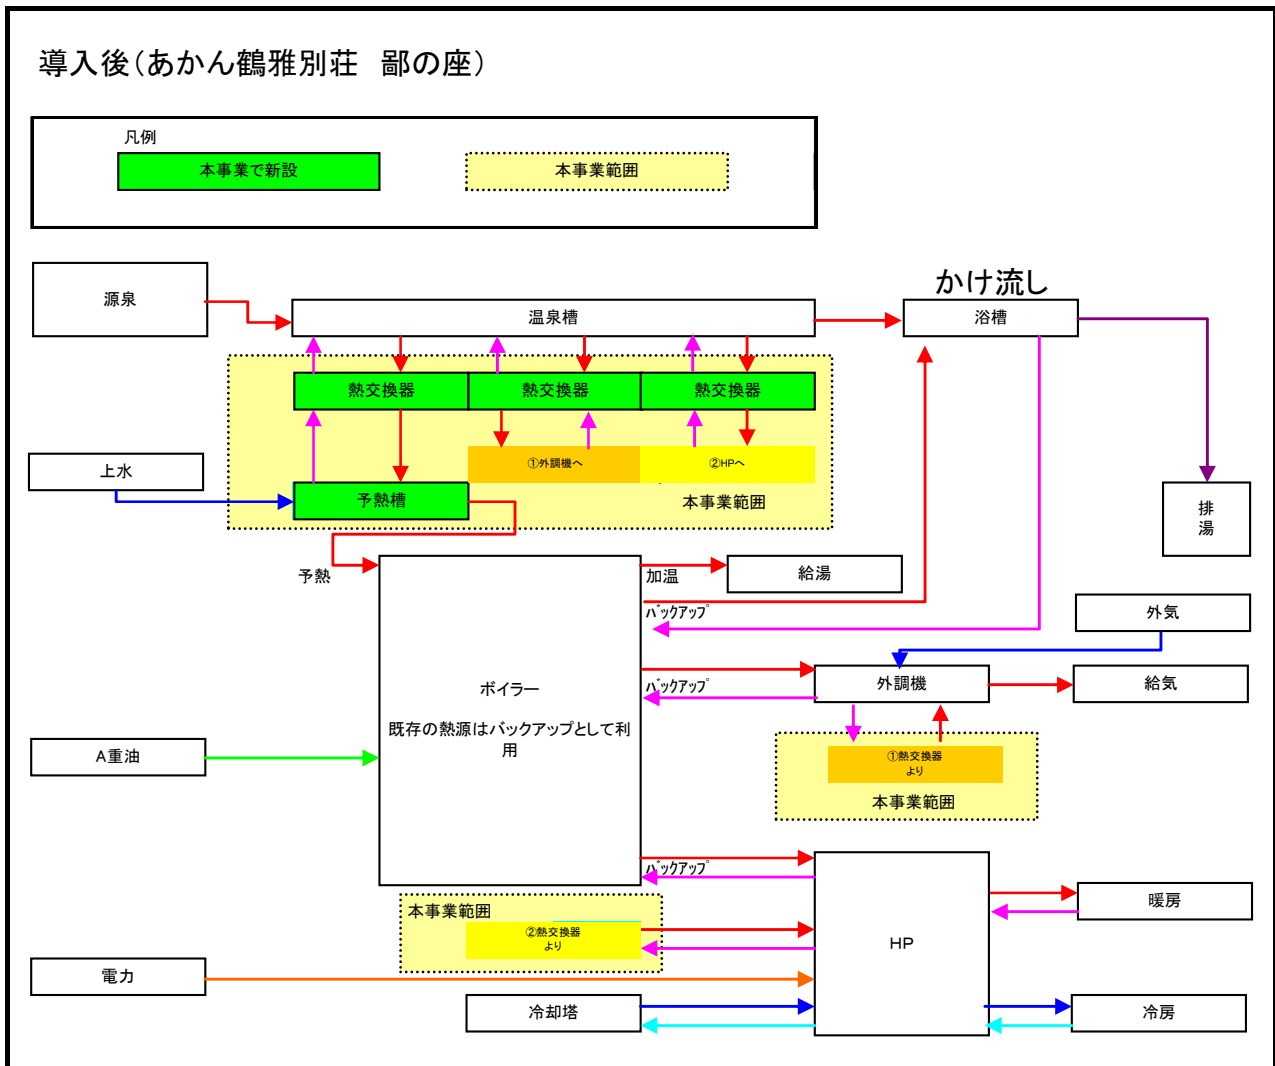 導入後(あかん鶴雅別荘　鄙の座)
凡例
本事業で新設
本事業範囲
かけ流し
源泉
温泉槽
浴槽
熱交換器
熱交換器
熱交換器
上水
①外調機へ
②HPへ
予熱槽
本事業範囲
排
湯
予熱
加温
給湯
ﾊﾞｯｸｱｯﾌﾟ
外気
ボイラー
既存の熱源はバックアップとして利
用
ﾊﾞｯｸｱｯﾌﾟ
外調機
給気
A重油
①熱交換器
より
本事業範囲
ﾊﾞｯｸｱｯﾌﾟ
本事業範囲
②熱交換器
より
HP
暖房
電力
冷却塔
冷房